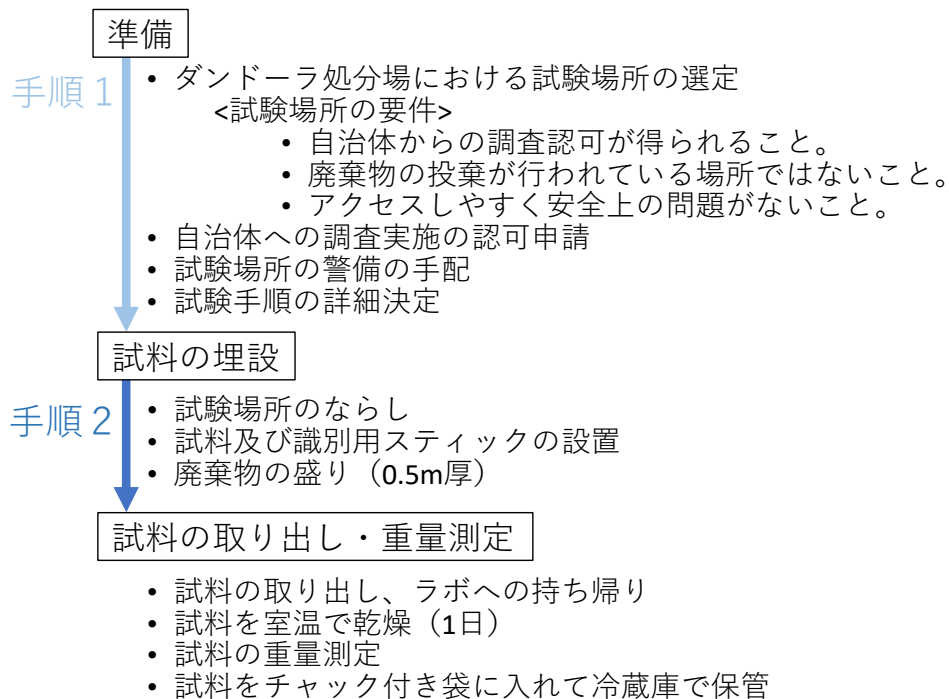 準備
手順1
• ダンドーラ処分場における試験場所の選定
<試験場所の要件>
• 自治体からの調査認可が得られること。
• 廃棄物の投棄が行われている場所ではないこと。
• アクセスしやすく安全上の問題がないこと。
• 自治体への調査実施の認可申請
• 試験場所の警備の手配
• 試験手順の詳細決定
試料の埋設
手順2
• 試験場所のならし
• 試料及び識別用スティックの設置
• 廃棄物の盛り（0.5m厚）
試料の取り出し・重量測定
• 試料の取り出し、ラボへの持ち帰り
• 試料を室温で乾燥（1日）
• 試料の重量測定
• 試料をチャック付き袋に入れて冷蔵庫で保管